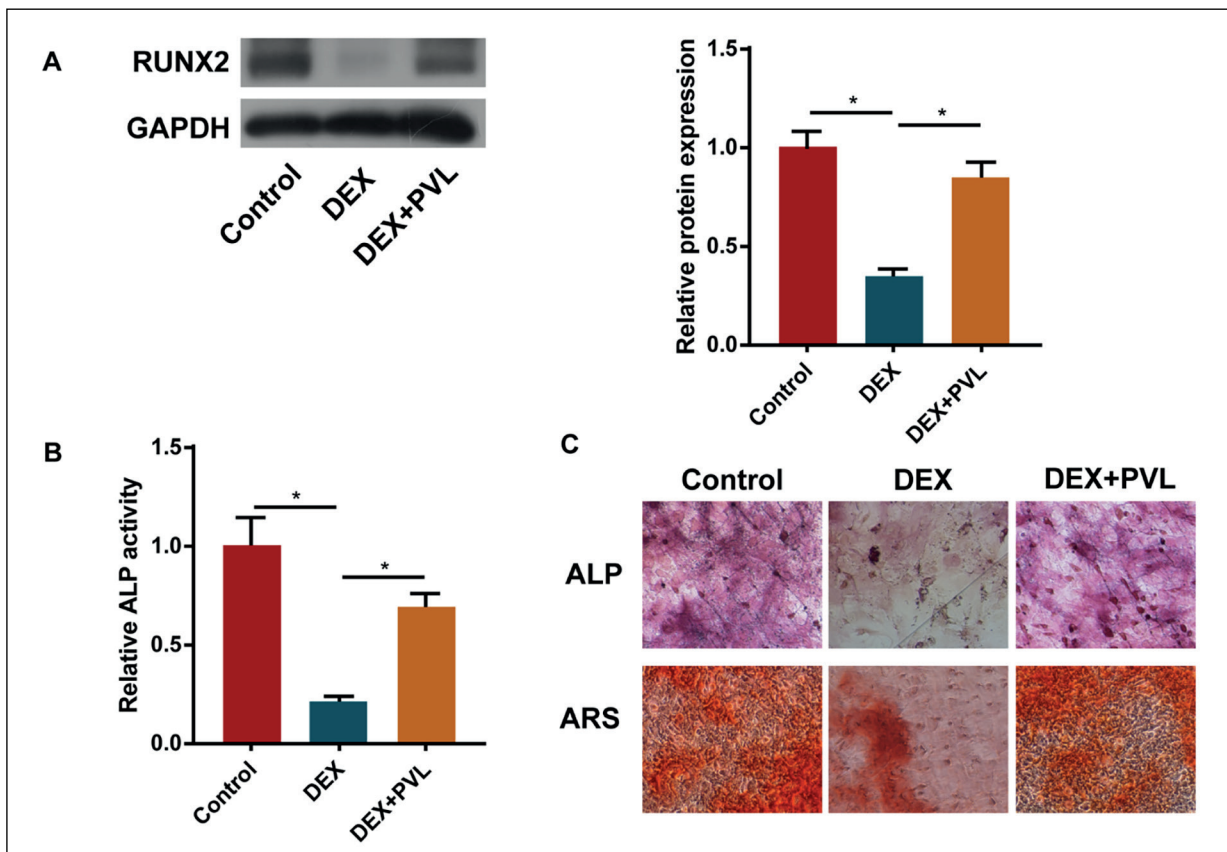 A
RUNX2
GAPDH
Control
DEX
DEX+PVL
Relative protein expression
1.5
1.0
0.5
0.0
*
*
Control
DEX
DEX+PVL
B
Relative ALP activity
1.5
1.0
0.5
0.0
*
*
Control
DEX
DEX+PVL
C
Control DEX DEX+PVL
ALP
ARS